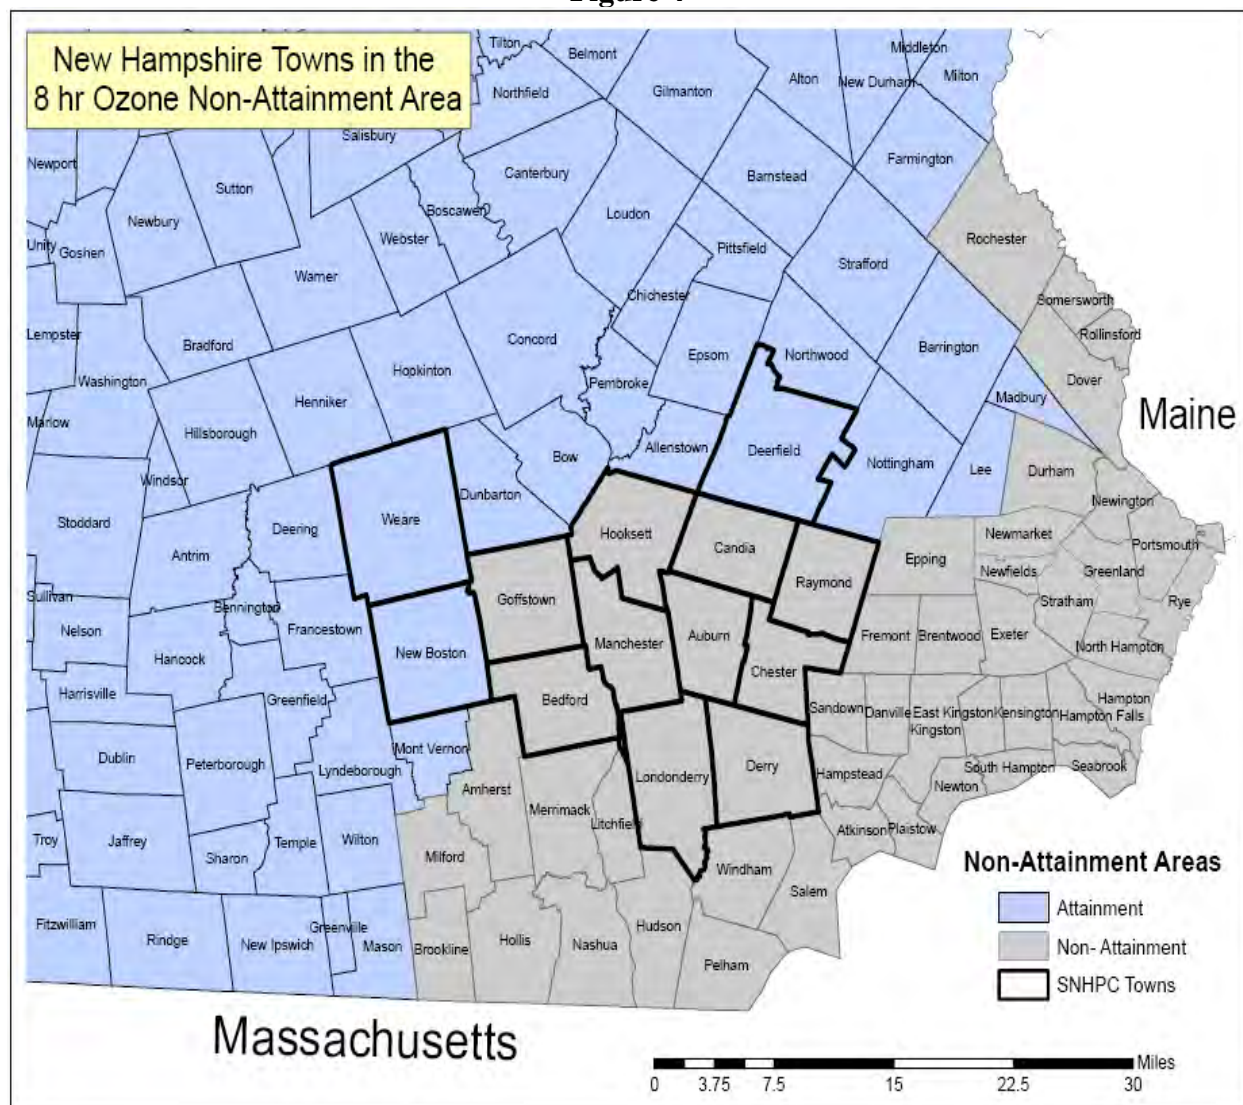 New Hampshire Towns in the
8 hr Ozone Non-Attainment Area
Tilton
Belmont
Middleton
Alton
New Durham
Milton
Northfield
Gilmanton
Salisbury
Newport
Sutton
Canterbury
Barnstead
Farmington
Newbury
Boscawen
Loudon
Webster
Rochester
Unity
Goshen
Pittsfield
Strafford
Warner
Chichester
Somersworth
Lempster
Rollinsford
Bradford
Concord
Epsom
Northwood
Barrington
Washington
Hopkinton
Pembroke
Dover
Henniker
Madbury
Maine
Marlow
Hillsborough
Bow
Allenstown
Deerfield
Nottingham
Lee
Durham
Windsor
Dunbarton
Newington
Stoddard
Weare
Deering
Hooksett
Newmarket
Antrim
Candia
Epping
Portsmouth
Raymond
Newfields
Greenland
Sullivan
Bennington
Goffstown
Stratham
Rye
Nelson
Francestown
Manchester
Auburn
Fremont
Brentwood
Exeter
New Boston
North Hampton
Hancock
Chester
Harrisville
Greenfield
Bedford
Sandown
Danville
East Kingston
Kensington
Hampton
Hampton Falls
Kingston
Mont Vernon
Dublin
Peterborough
Lyndeborough
Londonderry
Derry
Hampstead
South Hampton
Seabrook
Amherst
Merrimack
Newton
Litchfield
Atkinson
Plaistow
Troy
Jaffrey
Sharon
Temple
Wilton
Milford
Windham
Salem
Non-Attainment Areas
Attainment
Fitzwilliam
Rindge
New Ipswich
Greenville
Mason
Brookline
Hollis
Nashua
Hudson
Pelham
Non- Attainment
SNHPC Towns
Massachusetts
Miles
0 3.75 7.5 15 22.5 30